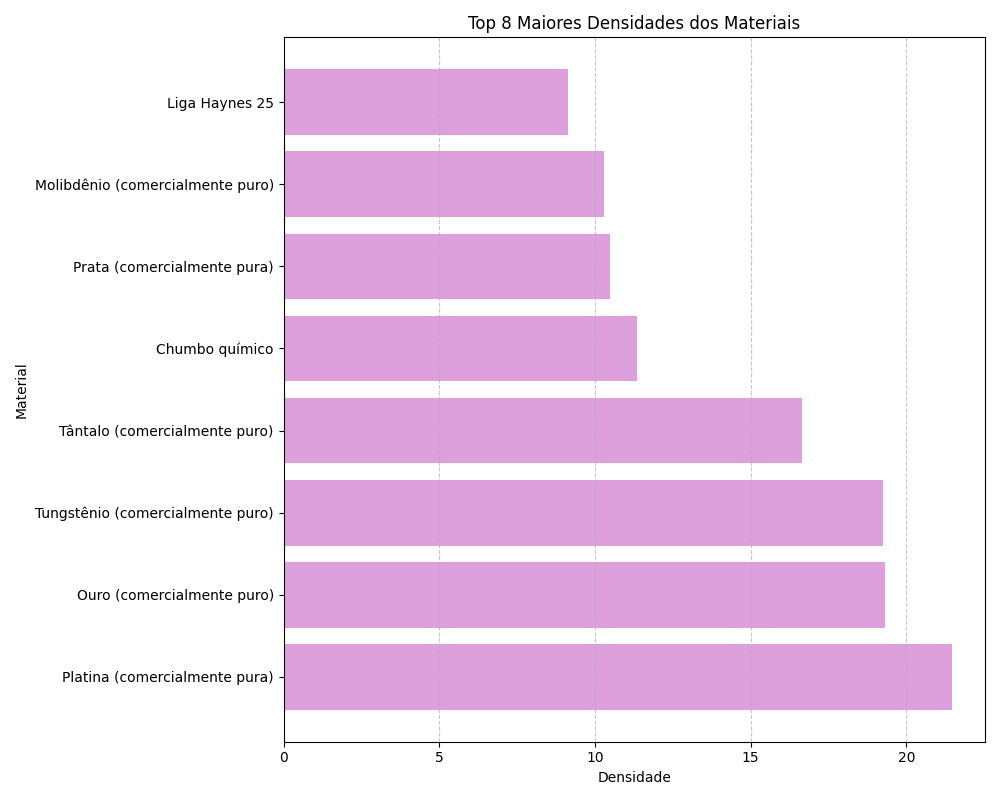 Top 8 Maiores Densidades dos Materiais
Material
Liga Haynes 25
Molibdênio (comercialmente puro)
Prata (comercialmente pura)
Chumbo químico
Tântalo (comercialmente puro)
Tungstênio (comercialmente puro)
Ouro (comercialmente puro)
Platina (comercialmente pura)
0 5 10 15 20
Densidade